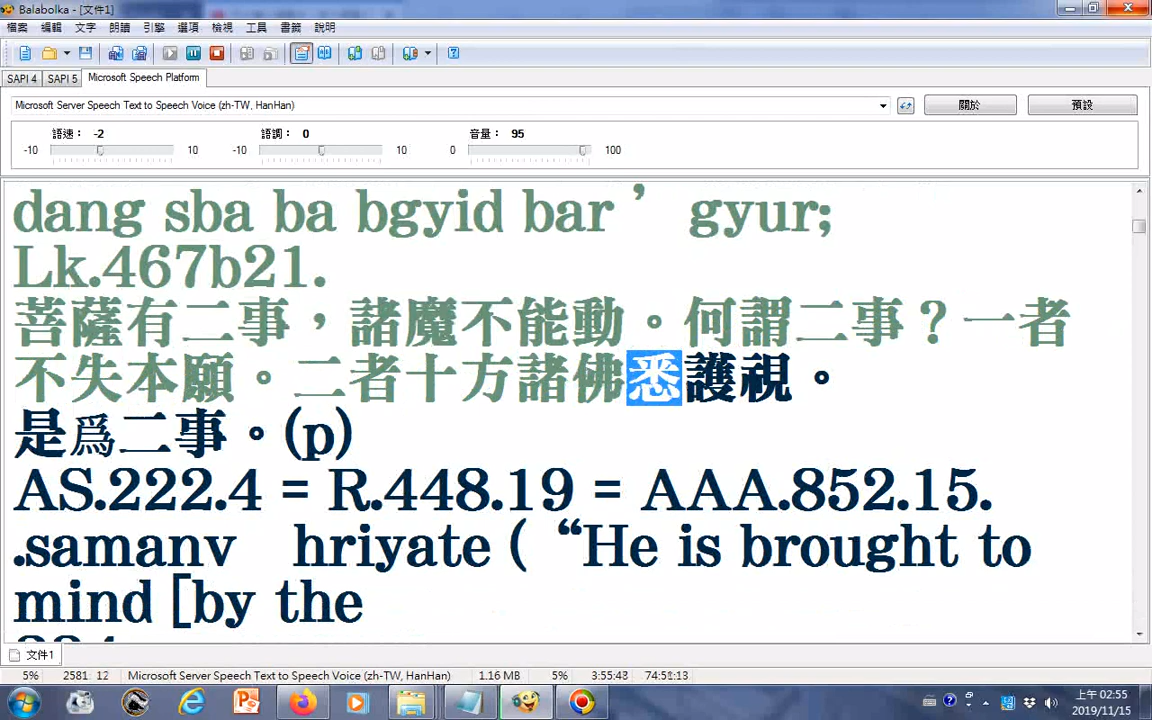 Balabolka - [文件1]
檔案 編輯 文字 朗讀 引擎 選項 檢視 工具 書籤 說明
SAPI 4 SAPI 5 Microsoft Speech Platform
Microsoft Server Speech Text to Speech Voice (zh-TW, HanHan) 關於 預設
語速： -2 語調： 0 音量： 95
-10 10 -10 10 0 100
dang sba ba bgyid bar ’ gyur;
Lk.467b21.
菩薩有二事，諸魔不能動。何謂二事？一者
不失本願。二者十方諸佛悉護視。
是爲二事。(p)
AS.222.4 = R.448.19 = AAA.852.15.
.samanv hriyate (“He is brought to
mind [by the
文件1
5% 2581 12 Microsoft Server Speech Text to Speech Voice (zh-TW, HanHan) 1.16 MB 5% 3:55:43 74:51:13
上午 02:55
2019/11/15